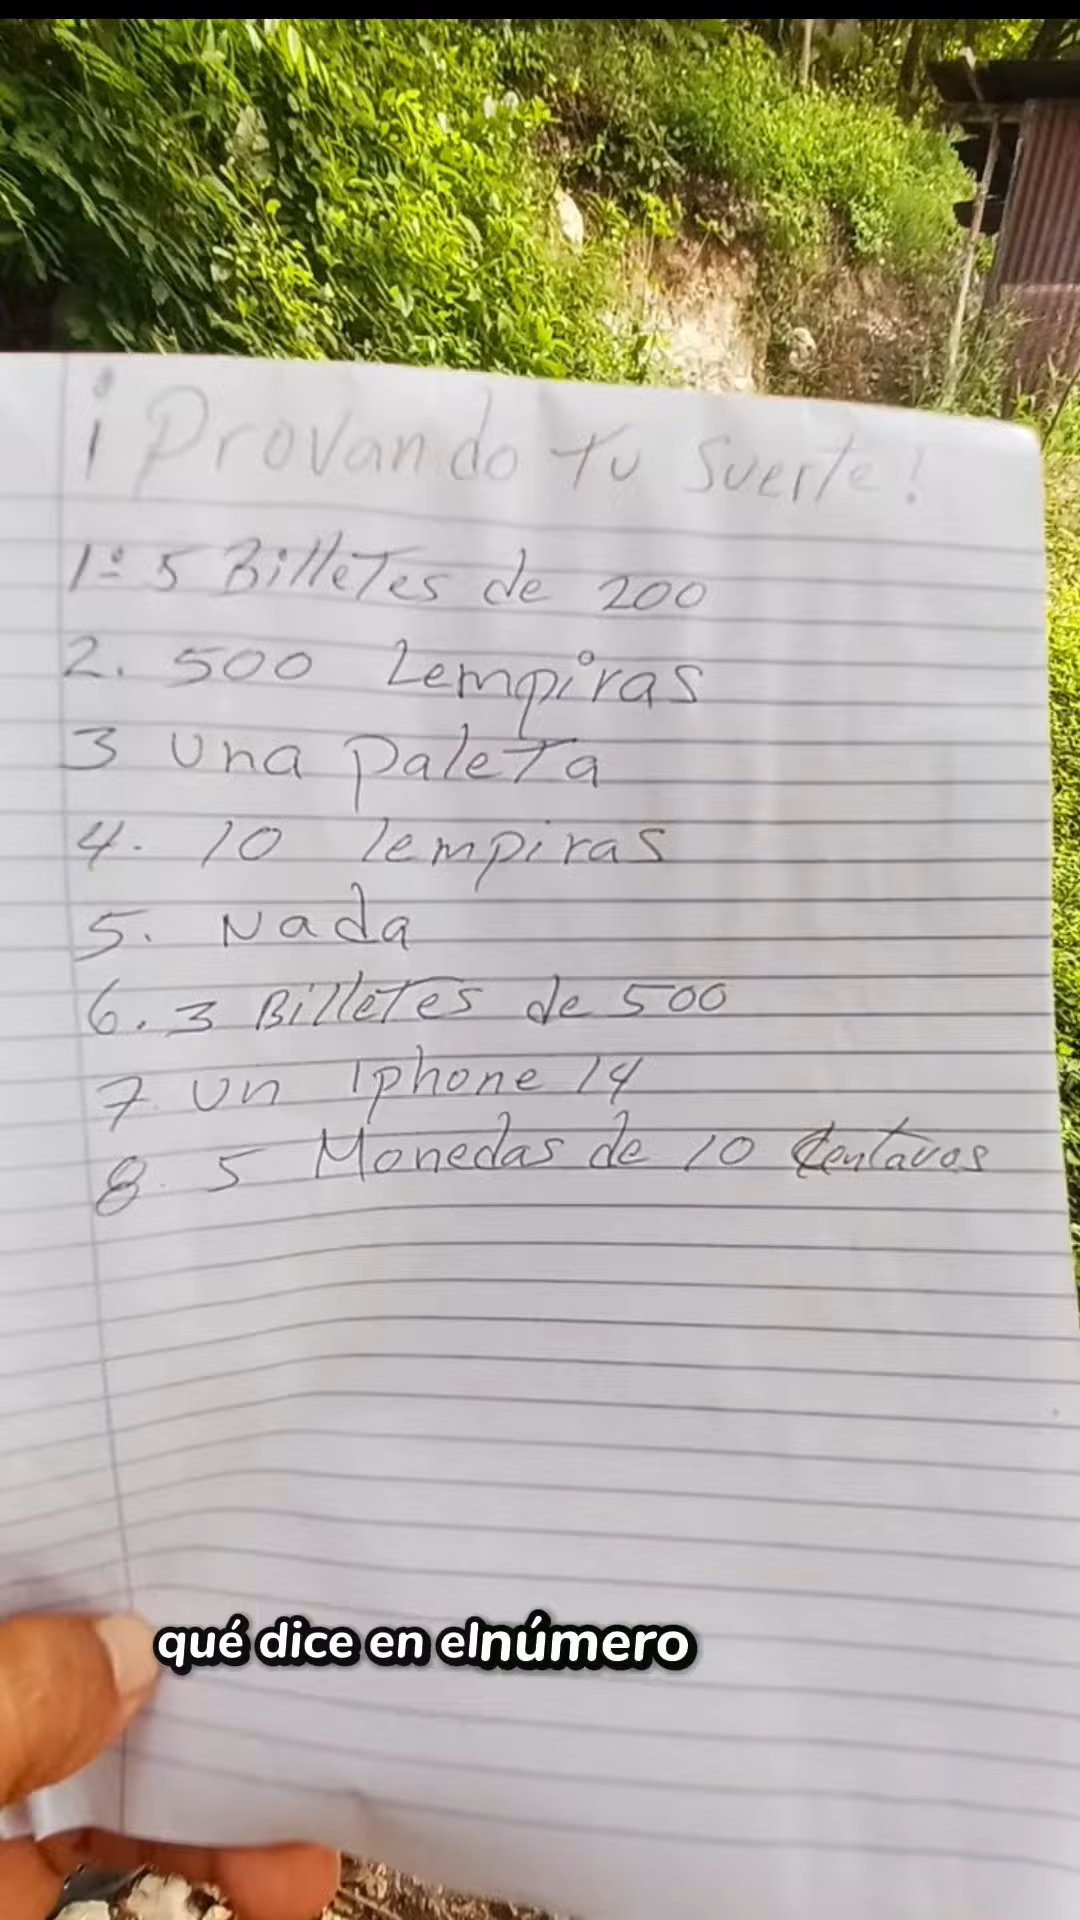 ¡Provando tu suerte!
1: 5 Billetes de 200
2. 500 Lempiras
3 una paleta
4. 10 lempiras
5. Nada
6. 3 Billetes de 500
7. un Iphone 14
8. 5 Monedas de 10 Centavos
qué dice en elnúmero